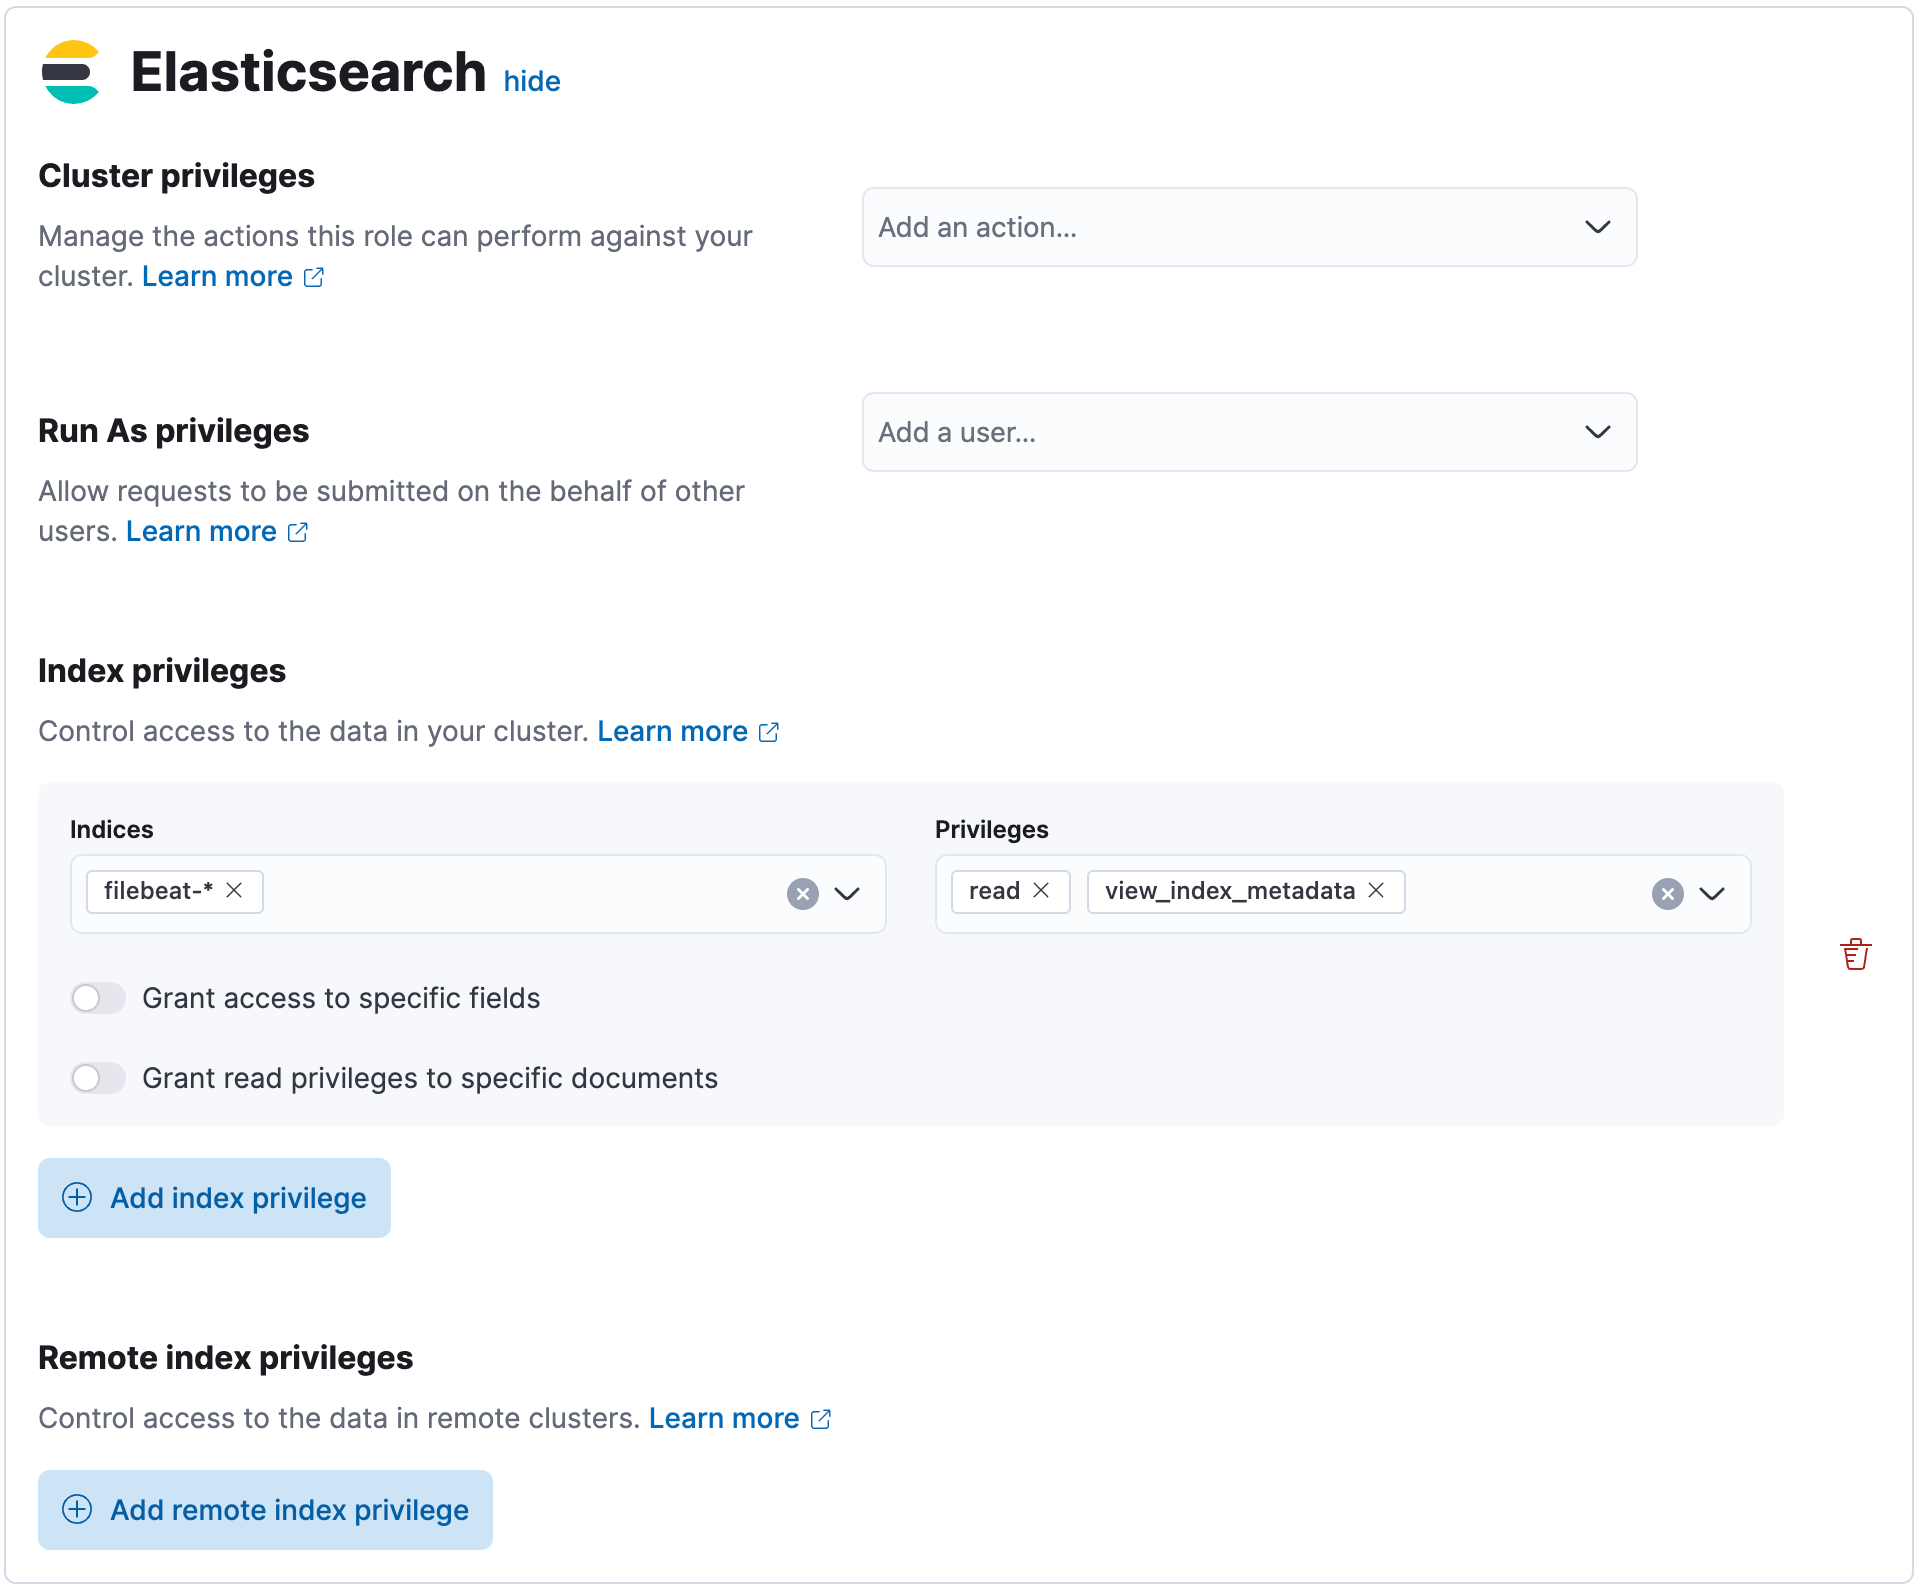 Elasticsearch hide
Cluster privileges
Manage the actions this role can perform against your
cluster. Learn more
Add an action...
Run As privileges
Allow requests to be submitted on the behalf of other
users. Learn more
Add a user...
Index privileges
Control access to the data in your cluster. Learn more
Indices
filebeat-*
Privileges
read view_index_metadata
Grant access to specific fields
Grant read privileges to specific documents
Add index privilege
Remote index privileges
Control access to the data in remote clusters. Learn more
Add remote index privilege